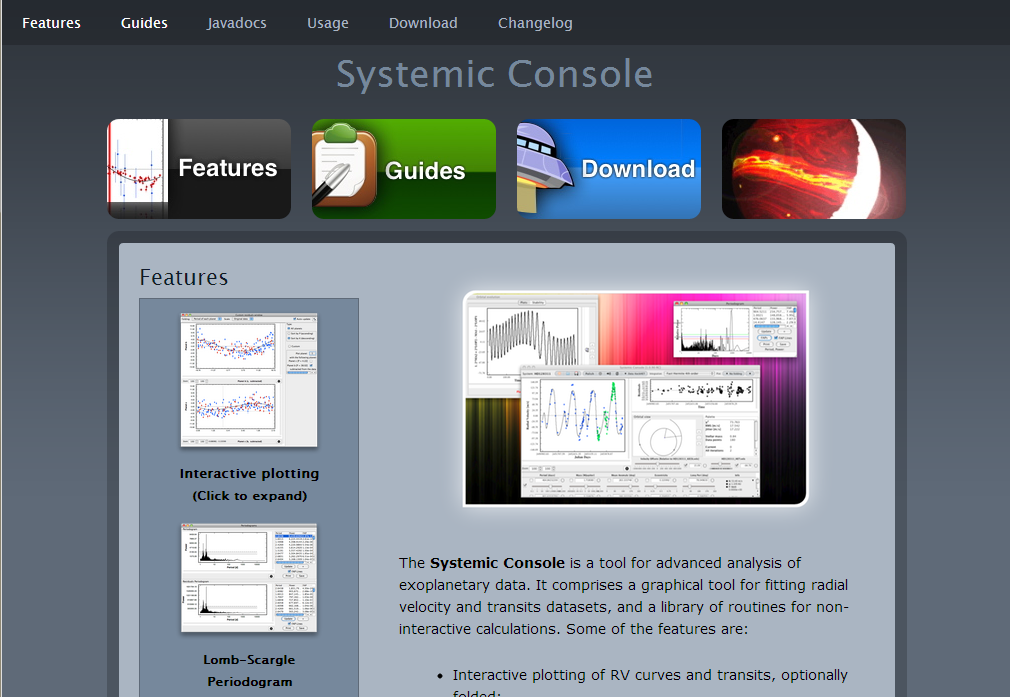 Features Guides Javadocs Usage Download Changelog
Systemic Console
Features
Guides
Download
Features
Interactive plotting
(Click to expand)
Lomb-Scargle
Periodogram
The Systemic Console is a tool for advanced analysis of
exoplanetary data. It comprises a graphical tool for fitting radial
velocity and transits datasets, and a library of routines for non-
interactive calculations. Some of the features are:
• Interactive plotting of RV curves and transits, optionally
folded;